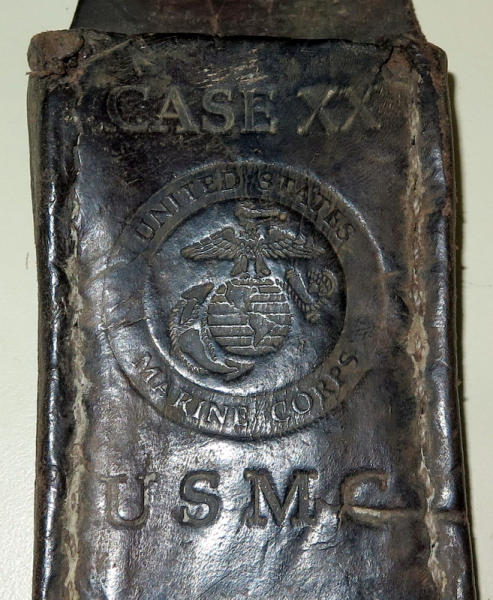 CASE XX
UNITED STATES
MARINE CORPS
USMC